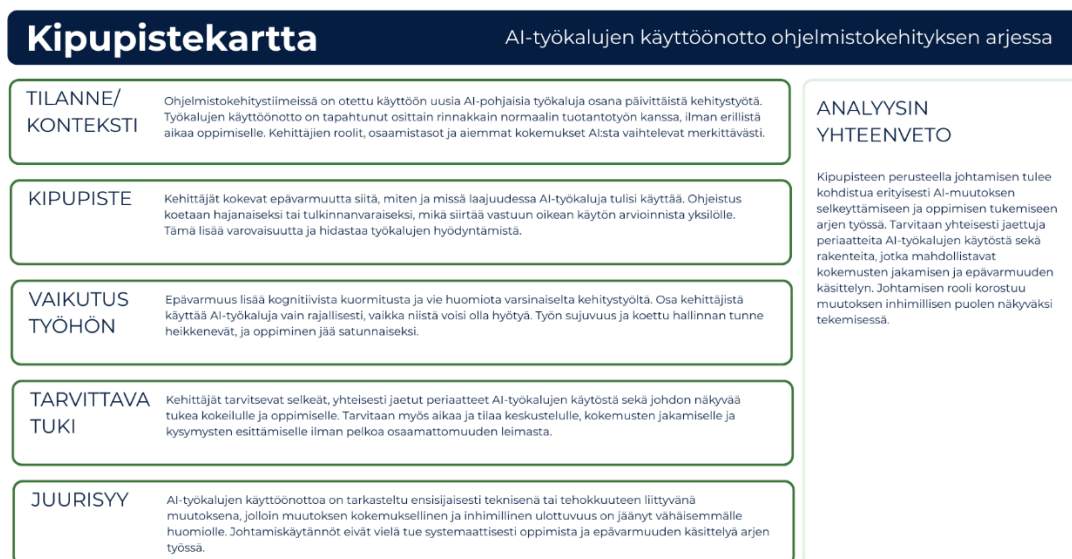 Kipupistekartta
AI-työkalujen käyttöönotto ohjelmistokehityksen arjessa
TILANNE/
KONTEKSTI
Ohjelmistokehitystiimeissä on otettu käyttöön uusia AI-pohjaisia työkaluja osana päivittäistä kehitystyötä.
Työkalujen käyttöönotto on tapahtunut osittain rinnakkain normaalin tuotantotyön kanssa, ilman erillistä
aikaa oppimiselle. Kehittäjien roolit, osaamistasot ja aiemmat kokemukset AI:sta vaihtelevat merkittävästi.
KIPUPISTE
Kehittäjät kokevat epävarmuutta siitä, miten ja missä laajuudessa AI-työkaluja tulisi käyttää. Ohjeistus
koetaan hajanaiseksi tai tulkinnanvaraiseksi, mikä siirtää vastuun oikean käytön arvioinnista yksilölle.
Tämä lisää varovaisuutta ja hidastaa työkalujen hyödyntämistä.
VAIKUTUS
TYÖHÖN
Epävarmuus lisää kognitiivista kuormitusta ja vie huomiota varsinaiselta kehitystyöltä. Osa kehittäjistä
käyttää AI-työkaluja vain rajallisesti, vaikka niistä voisi olla hyötyä. Työn sujuvuus ja koettu hallinnan tunne
heikkenevät, ja oppiminen jää satunnaiseksi.
TARVITTAVA
TUKI
Kehittäjät tarvitsevat selkeät, yhteisesti jaetut periaatteet AI-työkalujen käytöstä sekä johdon näkyvää
tukea kokeilulle ja oppimiselle. Tarvitaan myös aikaa ja tilaa keskustelulle, kokemusten jakamiselle ja
kysymysten esittämiselle ilman pelkoa osaamattomuuden leimasta.
JUURISYY
AI-työkalujen käyttöönottoa on tarkasteltu ensisijaisesti teknisenä tai tehokkuuteen liittyvänä
muutoksena, jolloin muutoksen kokemuksellinen ja inhimillinen ulottuvuus on jäänyt vähäisemmälle
huomiolle. Johtamiskäytännöt eivät vielä tue systemaattisesti oppimista ja epävarmuuden käsittelyä arjen
työssä.
ANALYYSIN
YHTEENVETO
Kipupisteen perusteella johtamisen tulee
kohdistua erityisesti AI-muutoksen
selkeyttämiseen ja oppimisen tukemiseen
arjen työssä. Tarvitaan yhteisesti jaettuja
periaatteita AI-työkalujen käytöstä sekä
rakenteita, jotka mahdollistavat
kokemusten jakamisen ja epävarmuuden
käsittelyn. Johtamisen rooli korostuu
muutoksen inhimillisen puolen näkyväksi
tekemisessä.